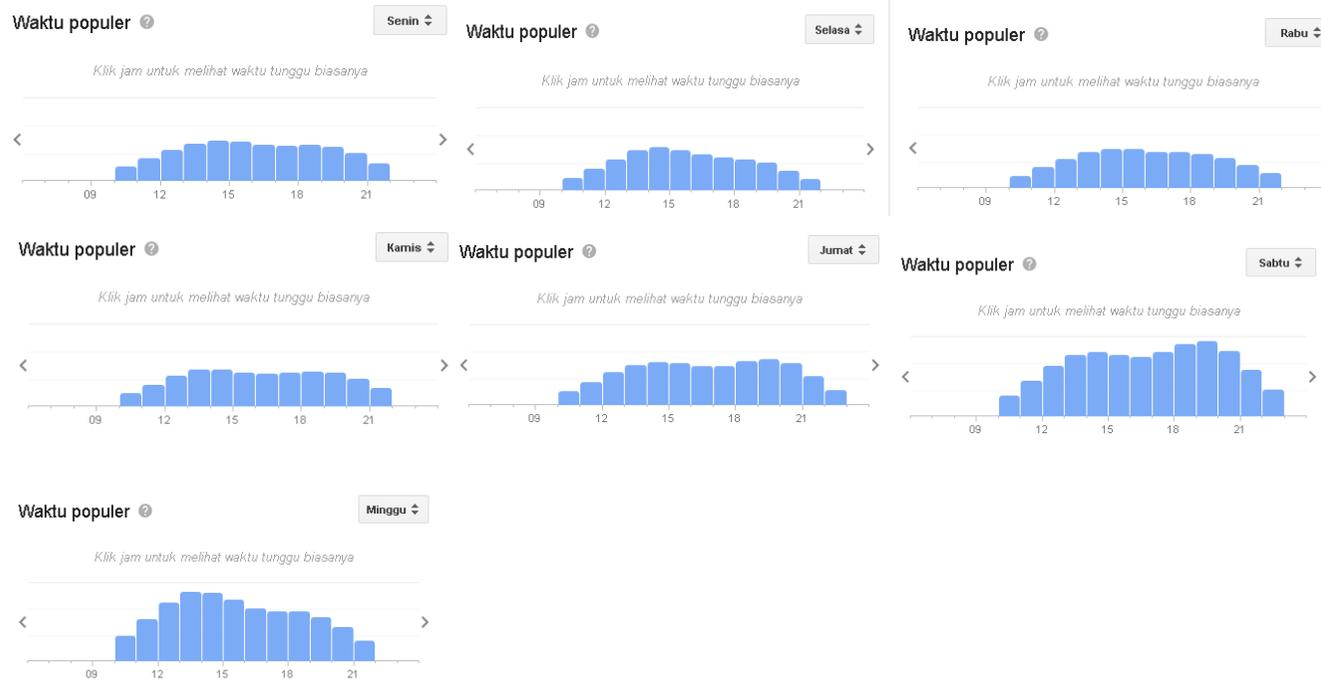 Waktu populer Senin
Klik jam untuk melihat waktu tunggu biasanya
09 12 15 18 21
Waktu populer Selasa
Klik jam untuk melihat waktu tunggu biasanya
09 12 15 18 21
Waktu populer Rabu
Klik jam untuk melihat waktu tunggu biasanya
09 12 15 18 21
Waktu populer Kamis
Klik jam untuk melihat waktu tunggu biasanya
09 12 15 18 21
Waktu populer Jumat
Klik jam untuk melihat waktu tunggu biasanya
09 12 15 18 21
Waktu populer Sabtu
Klik jam untuk melihat waktu tunggu biasanya
09 12 15 18 21
Waktu populer Minggu
Klik jam untuk melihat waktu tunggu biasanya
09 12 15 18 21